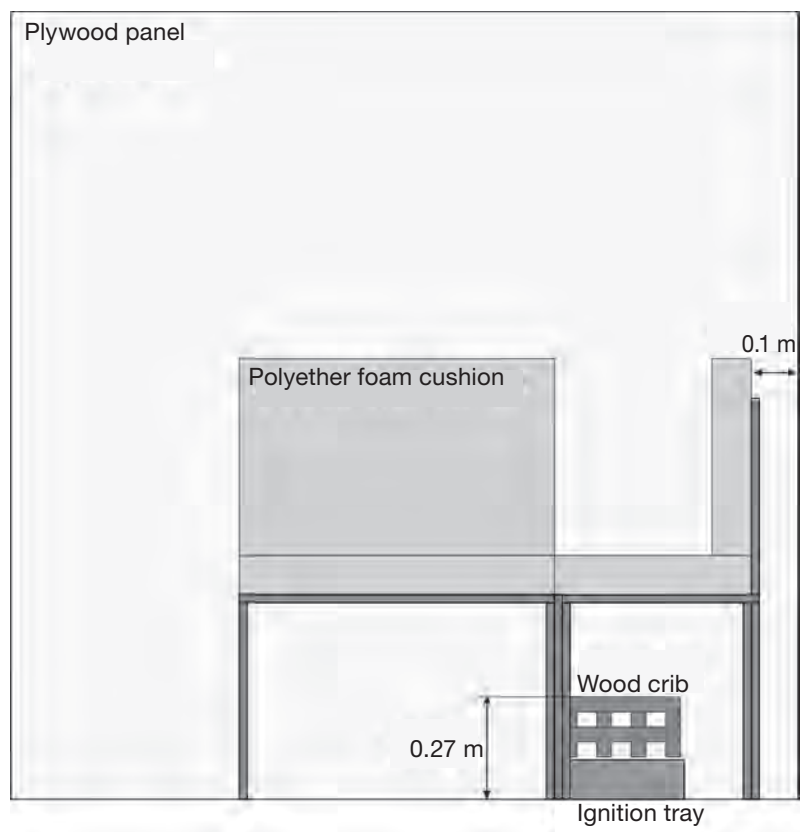 Plywood panel
0.1 m
Polyether foam cushion
Wood crib
0.27 m
Ignition tray